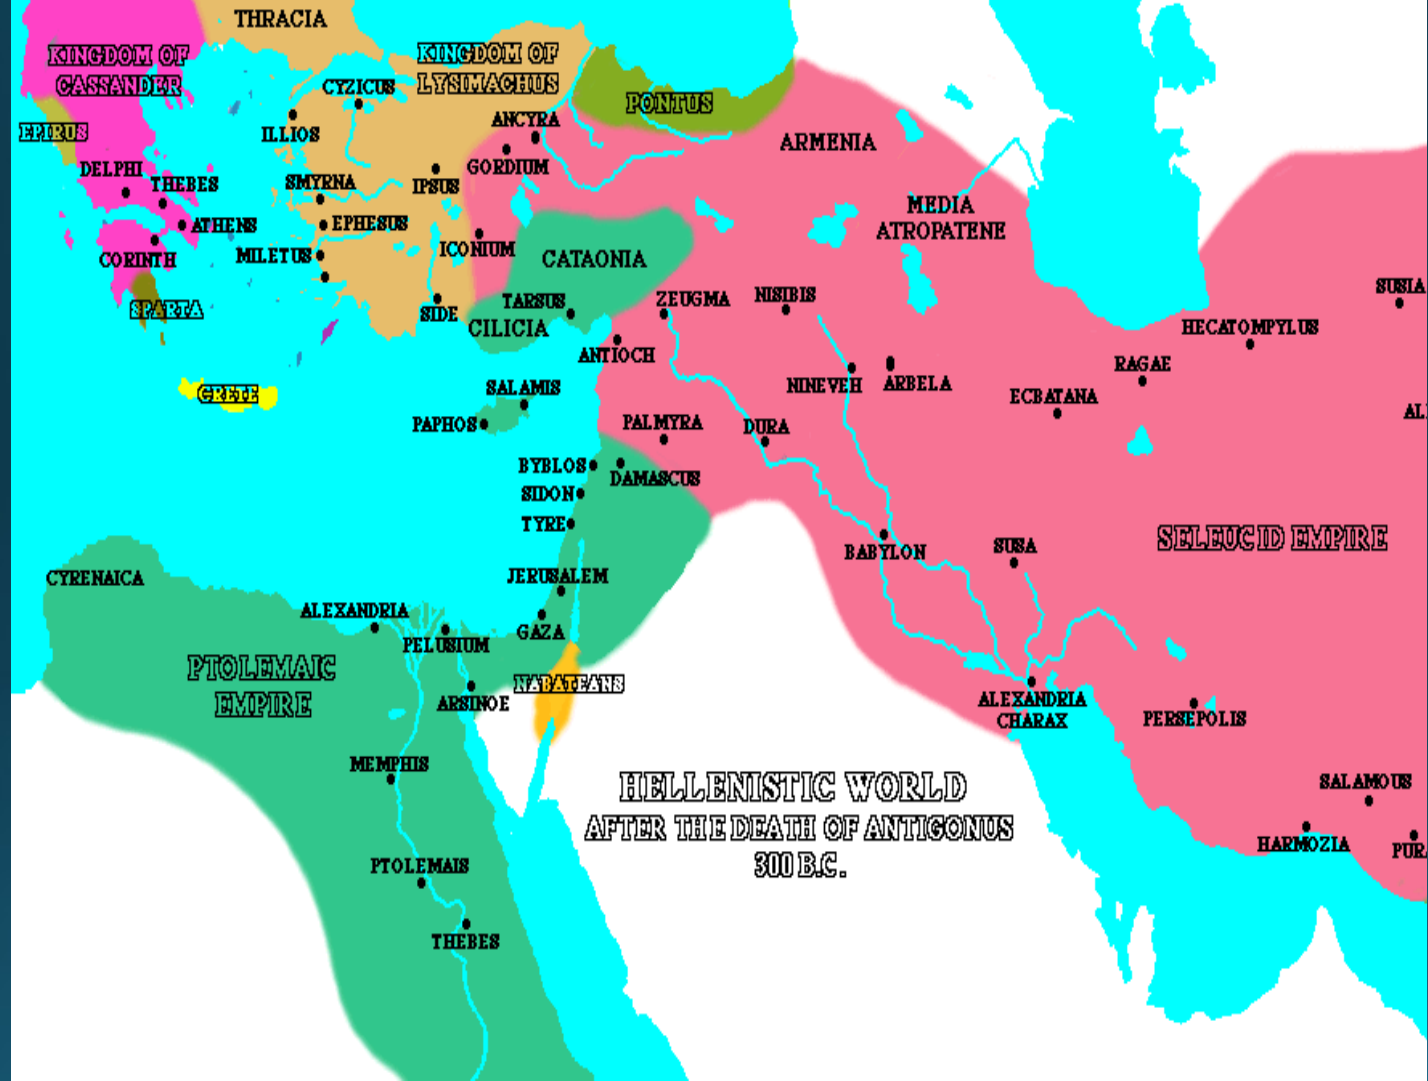 THRACIA
KINGDOM OF
CASSANDER
KINGDOM OF
LYSIMACHUS
CYZICUS
PONTUS
EPIRUS
ILLIOS
ANCYRA
ARMENIA
DELPHI
THEBES
GORDIUM
SMYRNA
IPSUS
MEDIA
ATROPATENE
ATHENS
EPHESUS
CORINTH
MILETUS
ICONIUM
CATAONIA
SUSIA
SPARTA
SIDE
TARSUS
CILICIA
ZEUGMA
NISIBIS
HECATOMPYLUS
ANTIOCH
RAGAE
NINEVEH
ARBELA
ECBATANA
CRETE
SALAMIS
PAPHOS
PALMYRA
DURA
BYBLOS
DAMASCUS
SIDON
TYRE
BABYLON
SUSA
SELEUCID EMPIRE
CYRENAICA
JERUSALEM
ALEXANDRIA
GAZA
PELUSIUM
PTOLEMAIC
EMPIRE
NABATEANS
ARSINOE
ALEXANDRIA
CHARAX
PERSEPOLIS
MEMPHIS
HELLENISTIC WORLD
AFTER THE DEATH OF ANTIGONUS
300 B.C.
SALAMOUS
HARMOZIA
PTOLEMAIS
THEBES